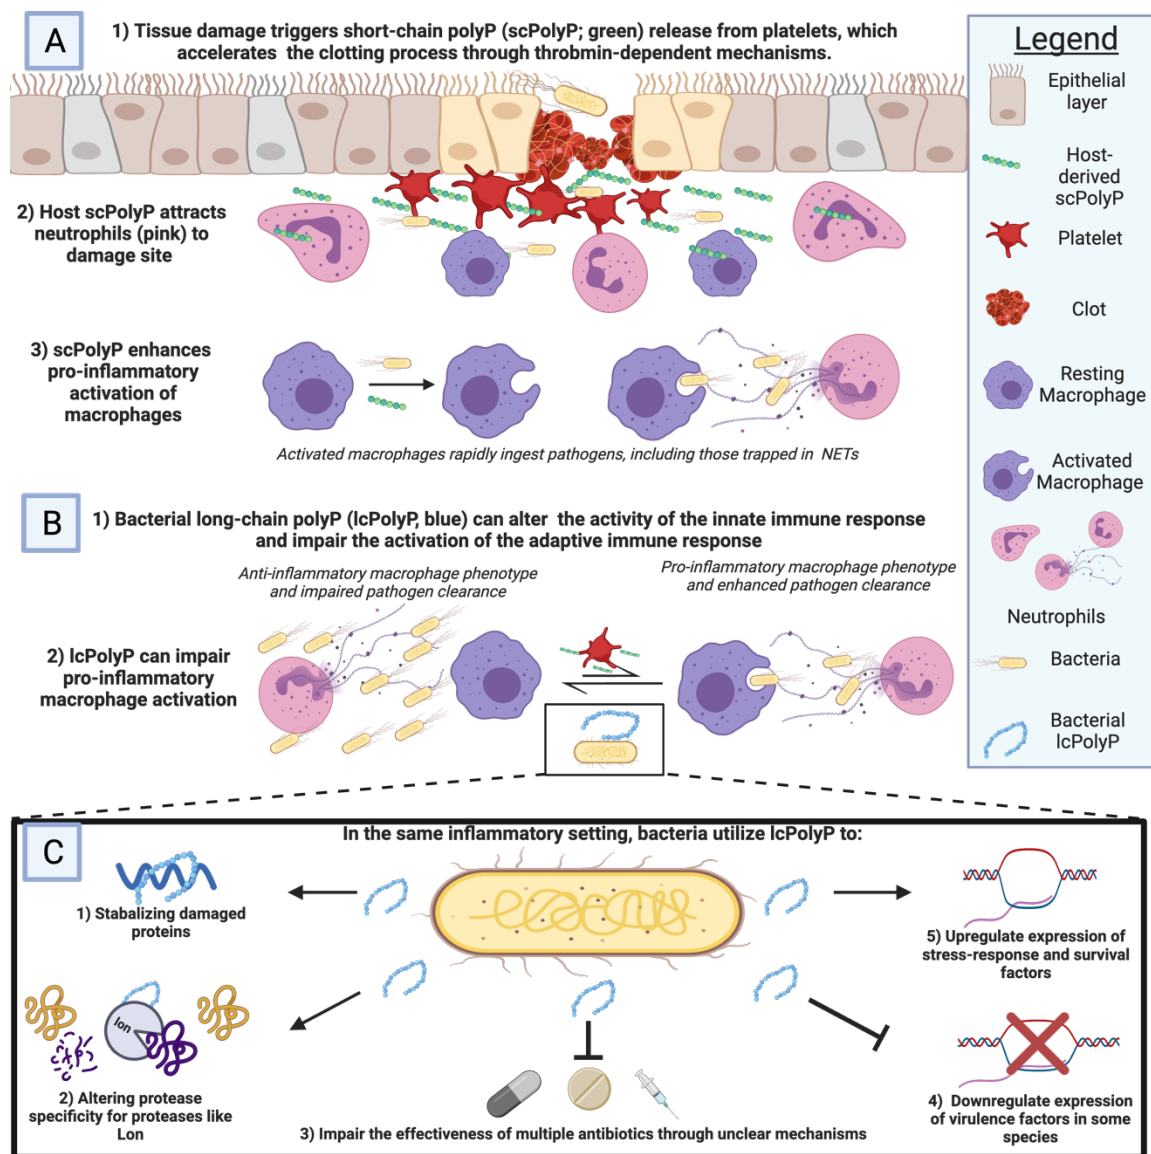 A
1) Tissue damage triggers short-chain polyP (scPolyP; green) release from platelets, which
accelerates the clotting process through throbmin-dependent mechanisms.
2) Host scPolyP attracts
neutrophils (pink) to
damage site
3) scPolyP enhances
pro-inflammatory
activation of
macrophages
Activated macrophages rapidly ingest pathogens, including those trapped in NETs
Legend
Epithelial
layer
Host-
derived
scPolyP
Platelet
Clot
Resting
Macrophage
Activated
Macrophage
Neutrophils
Bacteria
Bacterial
lcPolyP
B
1) Bacterial long-chain polyP (lcPolyP, blue) can alter the activity of the innate immune response
and impair the activation of the adaptive immune response
Anti-inflammatory macrophage phenotype
and impaired pathogen clearance
Pro-inflammatory macrophage phenotype
and enhanced pathogen clearance
2) lcPolyP can impair
pro-inflammatory
macrophage activation
C
In the same inflammatory setting, bacteria utilize lcPolyP to:
1) Stabalizing damaged
proteins
lon
2) Altering protease
specificity for proteases like
Lon
3) Impair the effectiveness of multiple antibiotics through unclear mechanisms
5) Upregulate expression of
stress-response and survival
factors
4) Downregulate expression
of virulence factors in some
species